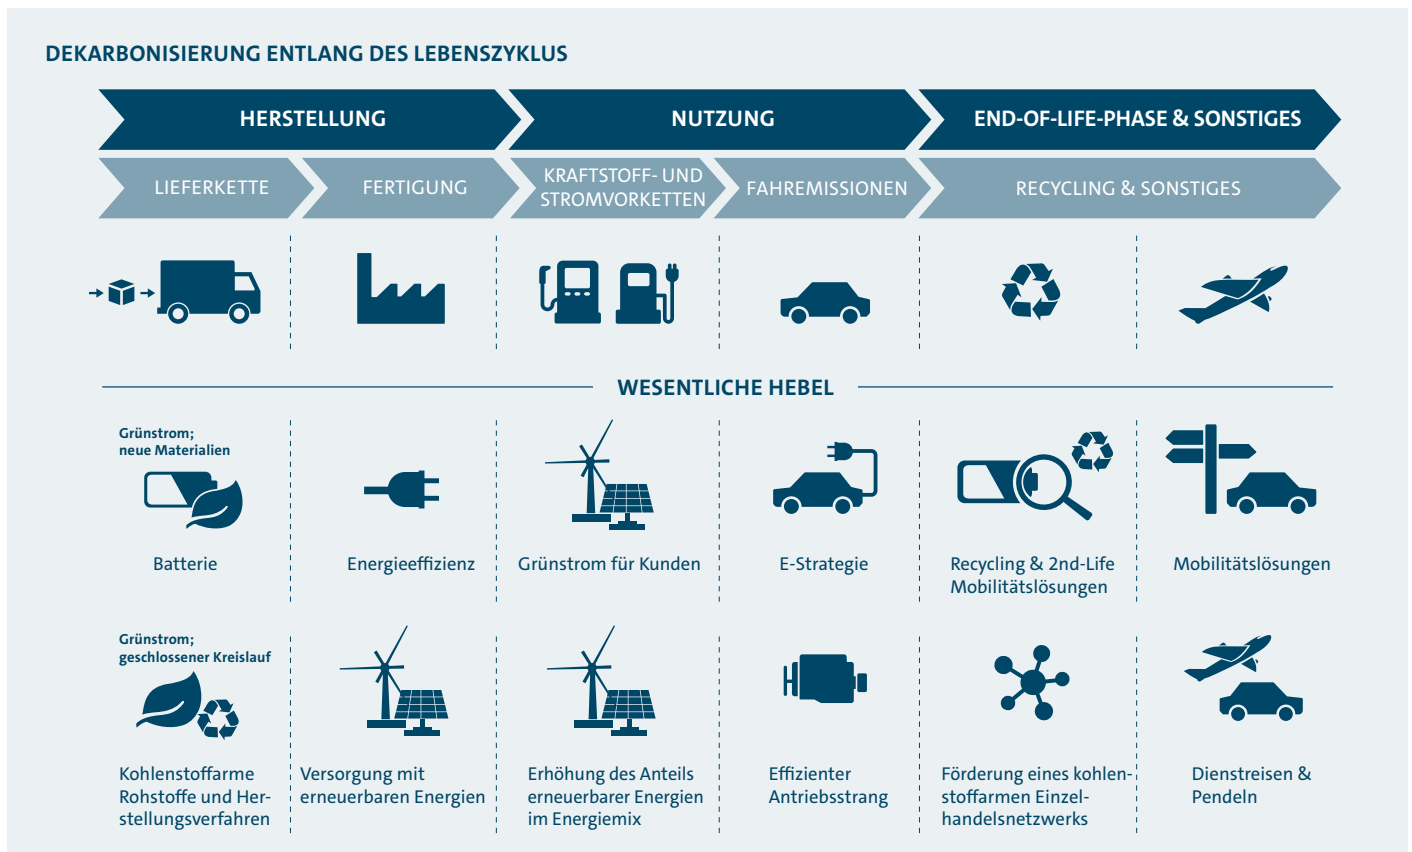 DEKARBONISIERUNG ENTLANG DES LEBENSZYKLUS
HERSTELLUNG
NUTZUNG
END-OF-LIFE-PHASE & SONSTIGES
LIEFERKETTE
FERTIGUNG
KRAFTSTOFF- UND
STROMVORKETTEN
FAHREMISSIONEN
RECYCLING & SONSTIGES
WESENTLICHE HEBEL
Grünstrom;
neue Materialien
Batterie
Energieeffizienz
Grünstrom für Kunden
E-Strategie
Recycling & 2nd-Life
Mobilitätslösungen
Mobilitätslösungen
Grünstrom;
geschlossener Kreislauf
Kohlenstoffarme
Rohstoffe und Her-
stellungsverfahren
Versorgung mit
erneuerbaren Energien
Erhöhung des Anteils
erneuerbarer Energien
im Energiemix
Effizienter
Antriebsstrang
Förderung eines kohlen-
stoffarmen Einzel-
handelsnetzwerks
Dienstreisen &
Pendeln